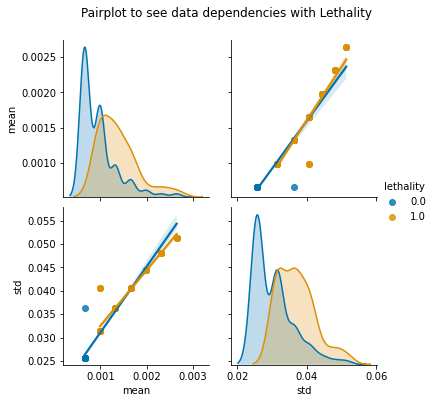 Pairplot to see data dependencies with Lethality
0.0025
0.0020
0.0015
0.0010
mean
lethality
0.0
1.0
0.055
0.050
0.045
0.040
0.035
0.030
0.025
std
0.001 0.002 0.003
mean
0.02 0.04 0.06
std